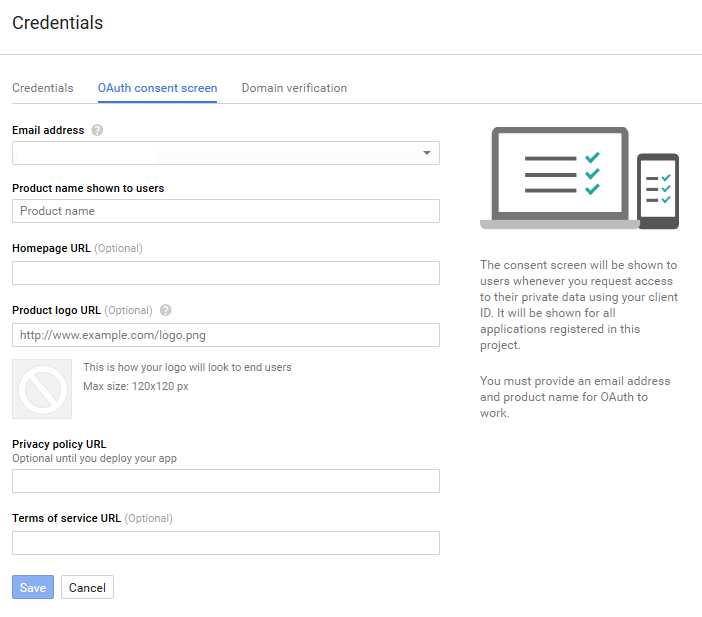 Credentials
Credentials OAuth consent screen Domain verification
Email address ?
Product name shown to users
Product name
Homepage URL (Optional)
Product logo URL (Optional) ?
http://www.example.com/logo.png
This is how your logo will look to end users
Max size: 120x120 px
Privacy policy URL
Optional until you deploy your app
Terms of service URL (Optional)
Save Cancel
The consent screen will be shown to
users whenever you request access
to their private data using your client
ID. It will be shown for all
applications registered in this
project.
You must provide an email address
and product name for OAuth to
work.